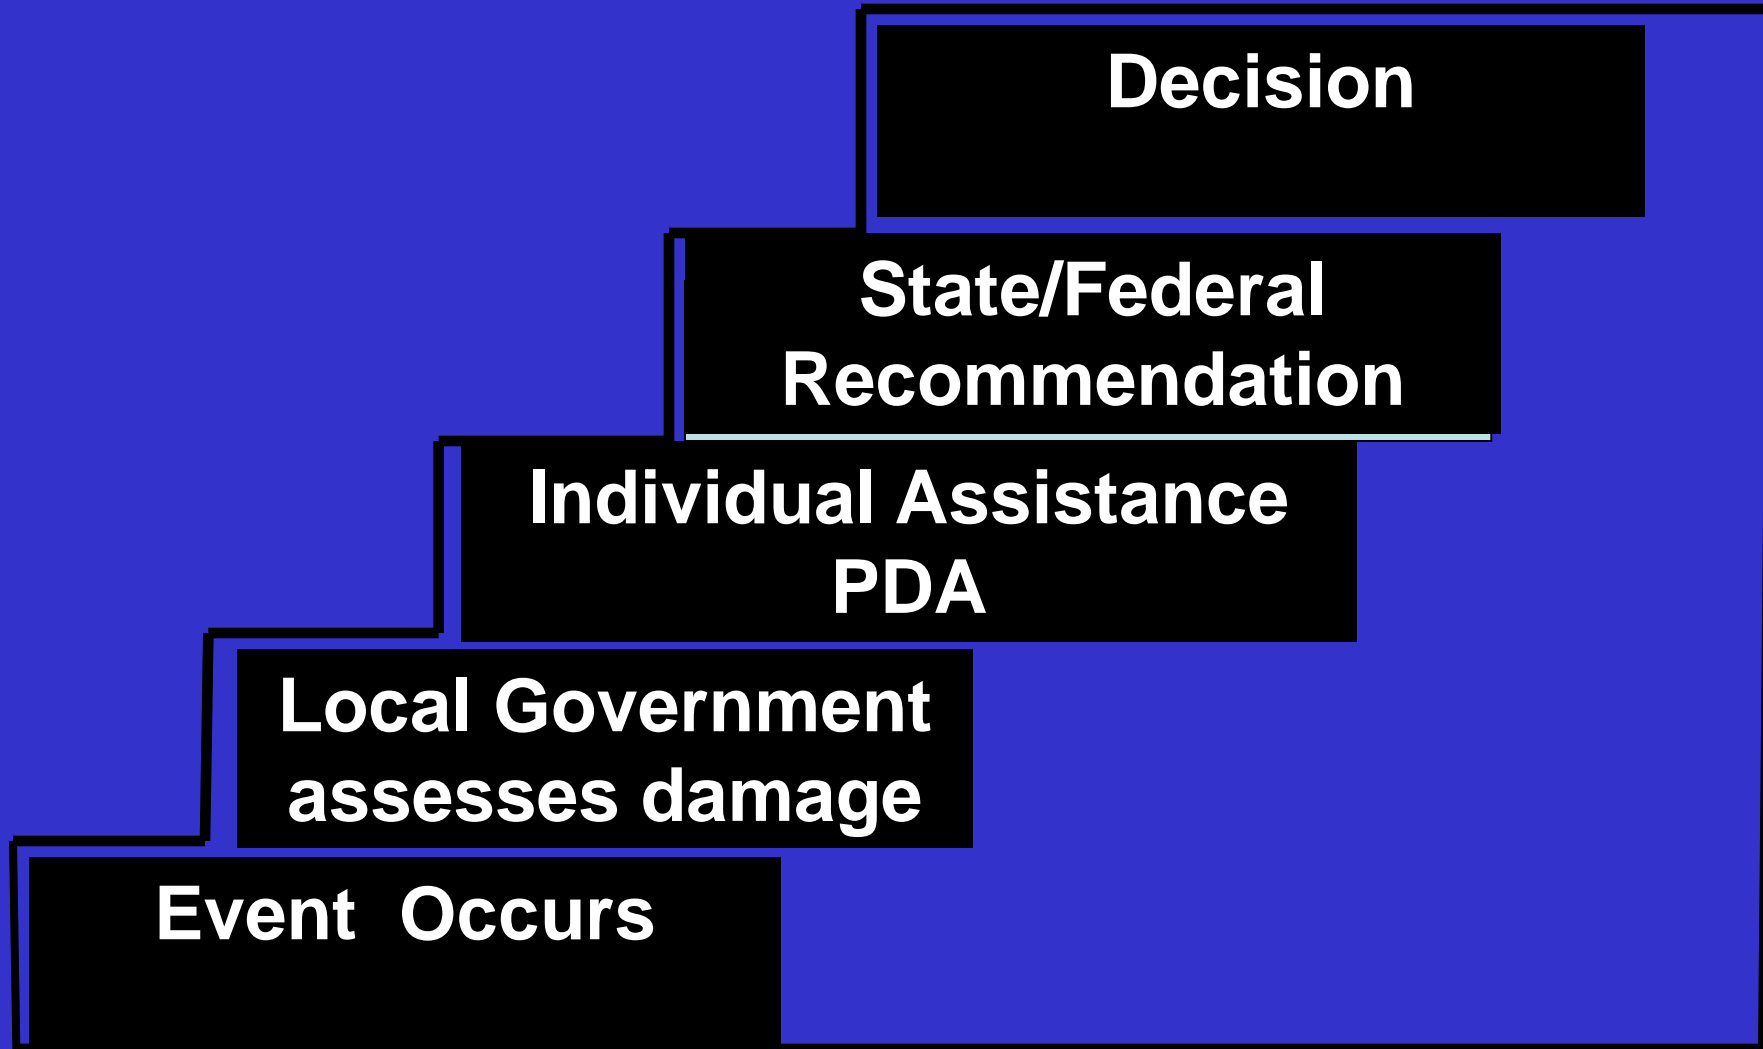 Decision
State/Federal
Recommendation
Individual Assistance
PDA
Local Government
assesses damage
Event  Occurs